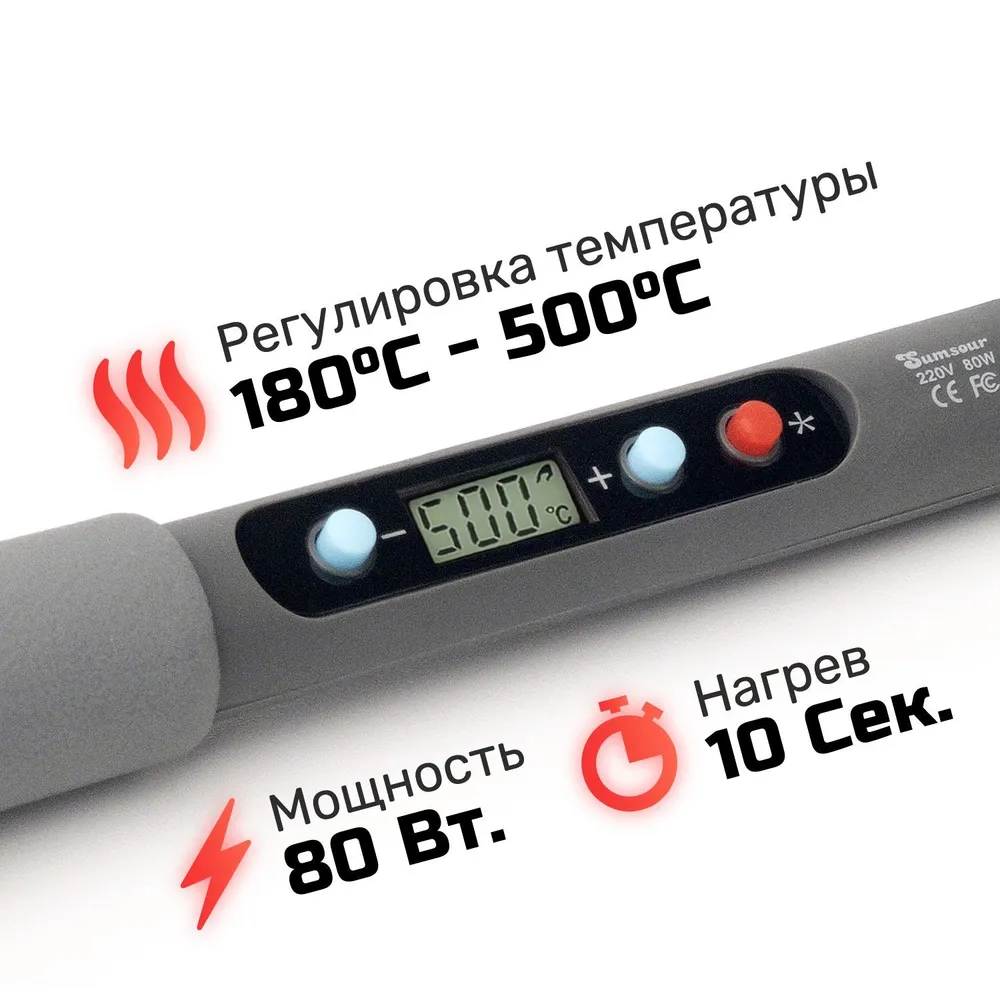 Регулировка температуры
180°C - 500°C
Sumsour
220V 80W
CE FC
- 500 °C + *
Нагрев
10 Сек.
Мощность
80 Вт.